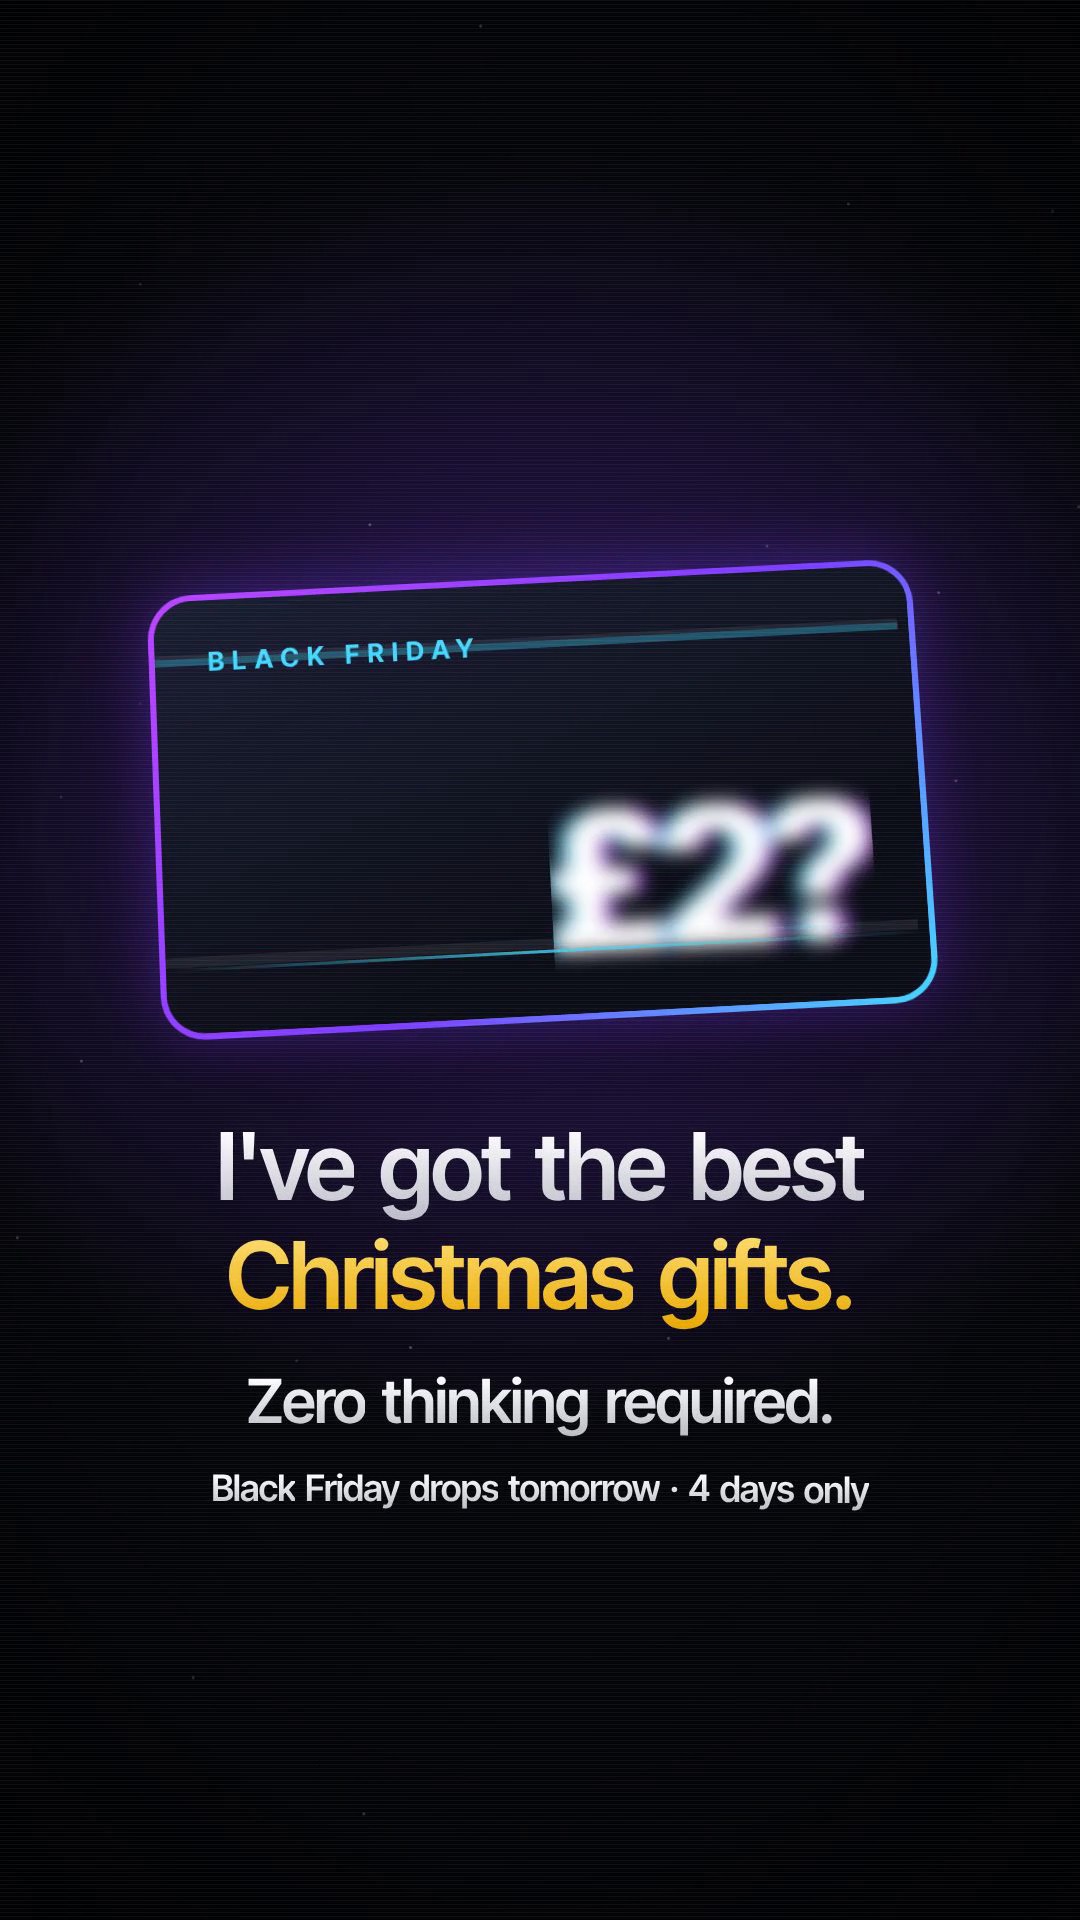 BLACK FRIDAY
£2?
I've got the best
Christmas gifts.
Zero thinking required.
Black Friday drops tomorrow · 4 days only